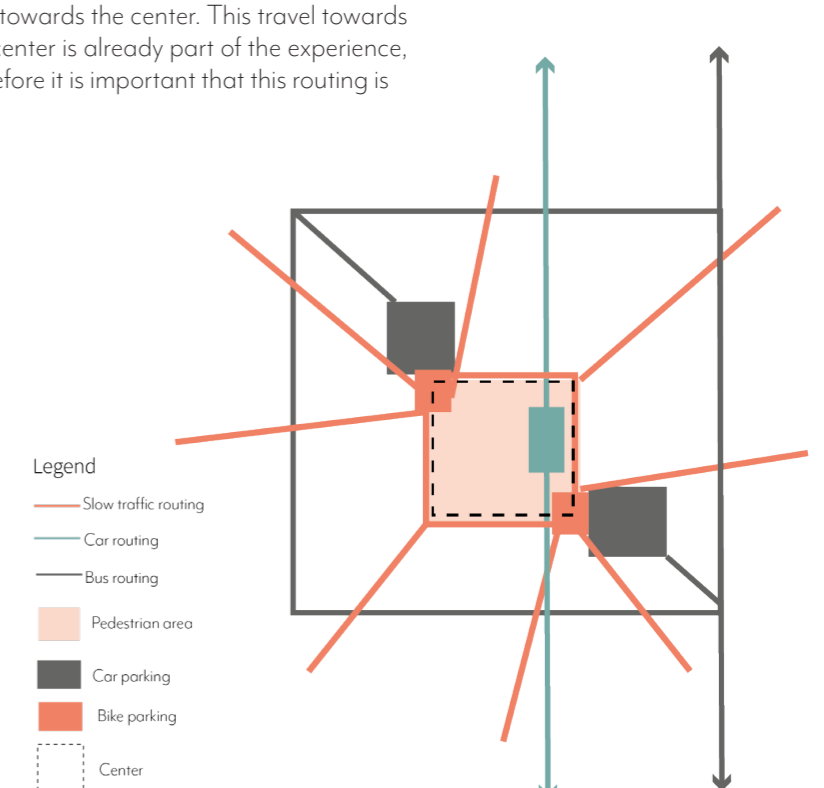 towards the center. This travel towards
center is already part of the experience,
efore it is important that this routing is
Legend
Slow traffic routing
Car routing
Bus routing
Pedestrian area
Car parking
Bike parking
Center